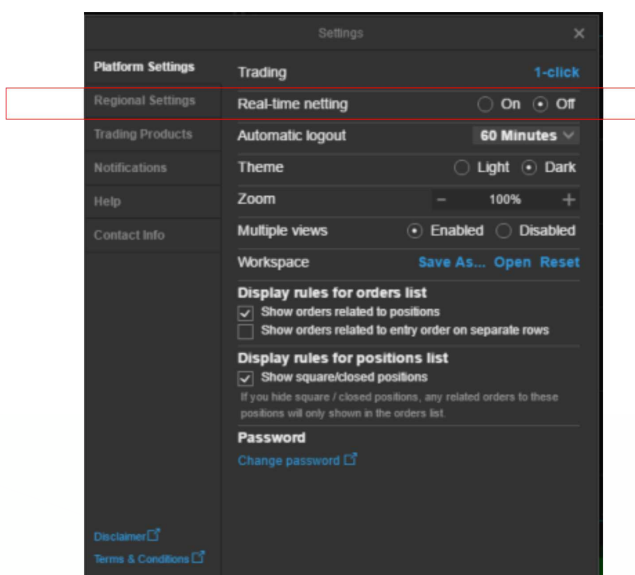 Settings
Platform Settings
Regional Settings
Trading Products
Notifications
Help
Contact Info
Disclaimer
Terms & Conditions
Trading 1-click
Real-time netting On Off
Automatic logout 60 Minutes
Theme Light Dark
Zoom − 100% +
Multiple views Enabled Disabled
Workspace Save As... Open Reset
Display rules for orders list
Show orders related to positions
Show orders related to entry order on separate rows
Display rules for positions list
Show square/closed positions
If you hide square / closed positions, any related orders to these
positions will only shown in the orders list.
Password
Change password